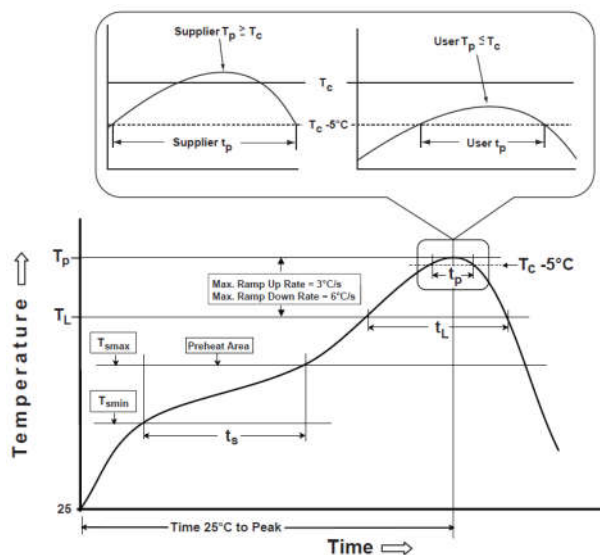 Supplier Tp ≥ Tc
User Tp ≤ Tc
Tc
Tc -5°C
Supplier tp
User tp
Tp
Tc -5°C
tp
Max. Ramp Up Rate = 3°C/s
Max. Ramp Down Rate = 6°C/s
TL
tL
Tsmax
Preheat Area
Tsmin
ts
Temperature
25
Time 25°C to Peak
Time